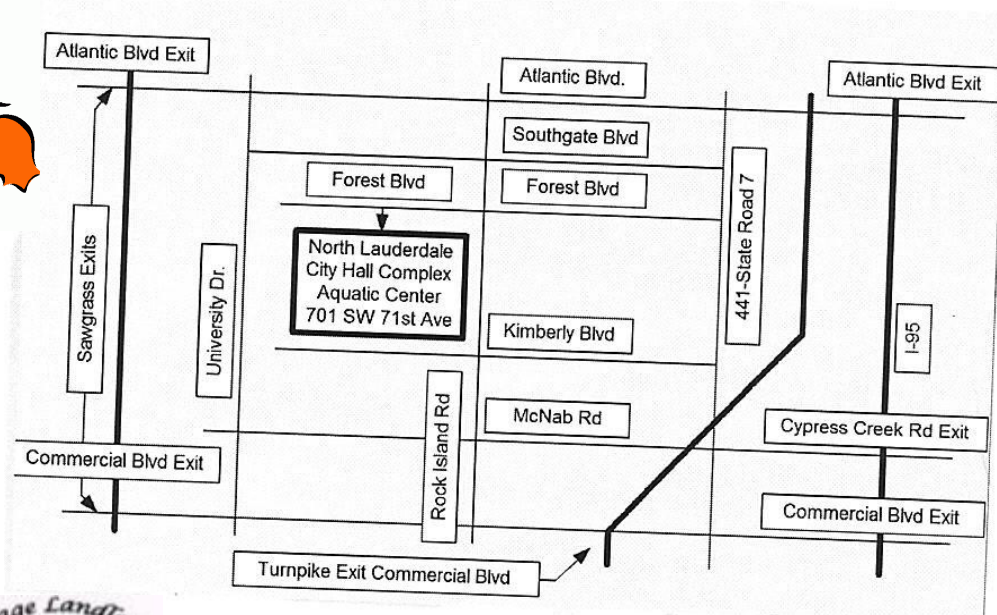 Atlantic Blvd Exit
Atlantic Blvd.
Atlantic Blvd Exit
Southgate Blvd
Forest Blvd
Forest Blvd
North Lauderdale
City Hall Complex
Aquatic Center
701 SW 71st Ave
441-State Road 7
Sawgrass Exits
University Dr.
Kimberly Blvd
I-95
Rock Island Rd
McNab Rd
Cypress Creek Rd Exit
Commercial Blvd Exit
Commercial Blvd Exit
Turnpike Exit Commercial Blvd